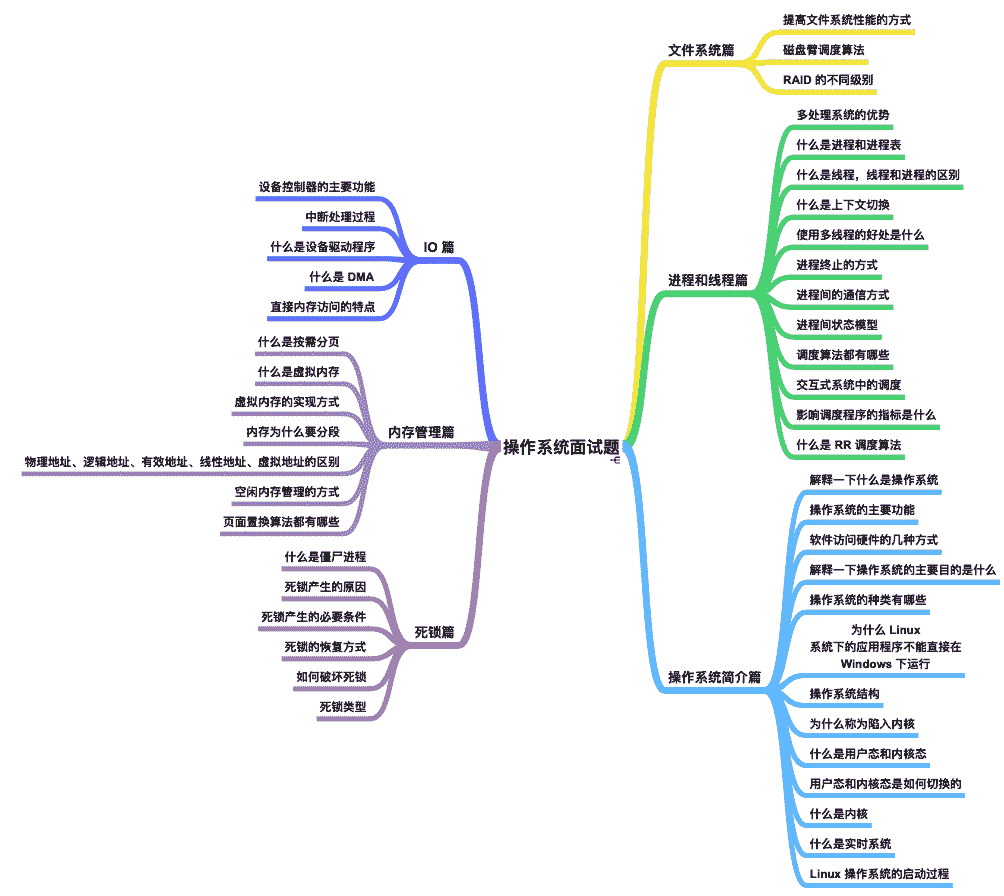 操作系统面试题
文件系统篇
提高文件系统性能的方式
磁盘臂调度算法
RAID 的不同级别
进程和线程篇
多处理系统的优势
什么是进程和进程表
什么是线程，线程和进程的区别
什么是上下文切换
使用多线程的好处是什么
进程终止的方式
进程间的通信方式
进程间状态模型
调度算法都有哪些
交互式系统中的调度
影响调度程序的指标是什么
什么是 RR 调度算法
操作系统简介篇
解释一下什么是操作系统
操作系统的主要功能
软件访问硬件的几种方式
解释一下操作系统的主要目的是什么
操作系统的种类有哪些
为什么 Linux
系统下的应用程序不能直接在
Windows 下运行
操作系统结构
为什么称为陷入内核
什么是用户态和内核态
用户态和内核态是如何切换的
什么是内核
什么是实时系统
Linux 操作系统的启动过程
IO 篇
设备控制器的主要功能
中断处理过程
什么是设备驱动程序
什么是 DMA
直接内存访问的特点
内存管理篇
什么是按需分页
什么是虚拟内存
虚拟内存的实现方式
内存为什么要分段
物理地址、逻辑地址、有效地址、线性地址、虚拟地址的区别
空闲内存管理的方式
页面置换算法都有哪些
死锁篇
什么是僵尸进程
死锁产生的原因
死锁产生的必要条件
死锁的恢复方式
如何破坏死锁
死锁类型